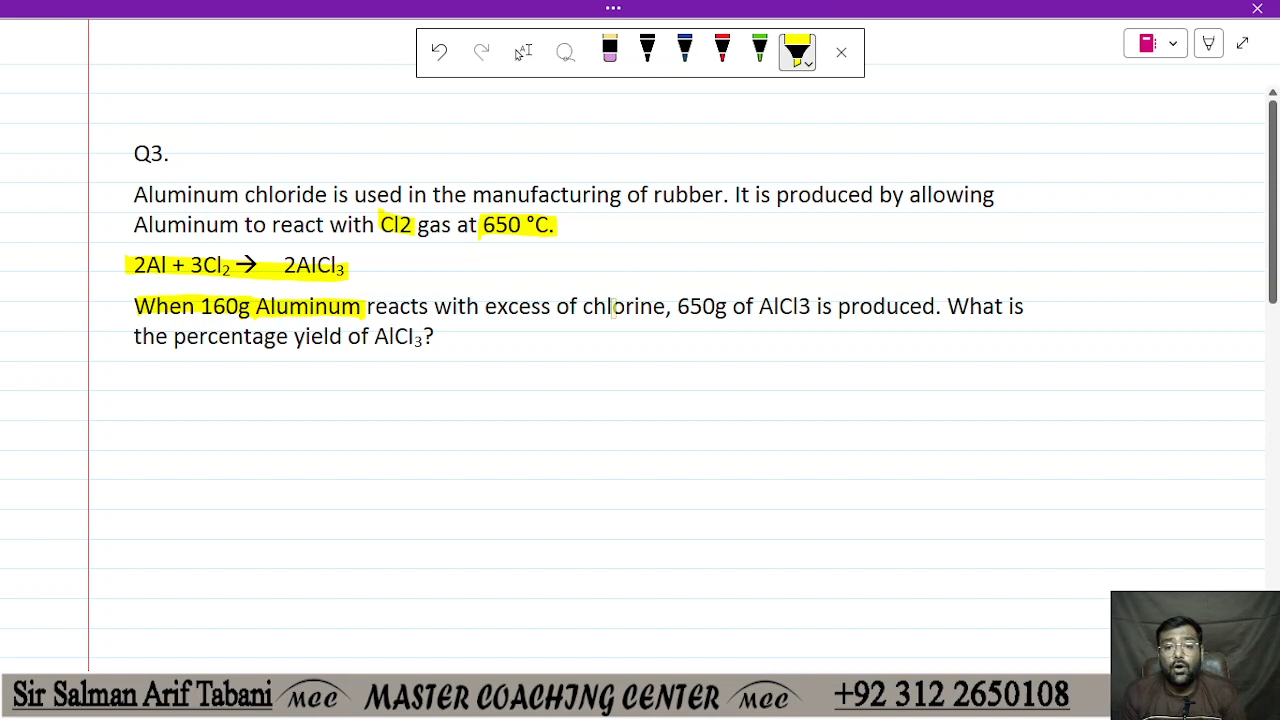 Q3.
Aluminum chloride is used in the manufacturing of rubber. It is produced by allowing
Aluminum to react with Cl2 gas at 650 °C.
2Al + 3Cl₂ → 2AlCl₃
When 160g Aluminum reacts with excess of chlorine, 650g of AlCl3 is produced. What is
the percentage yield of AlCl₃?
Sir Salman Arif Tabani mcc MASTER COACHING CENTER mcc +92 312 2650108